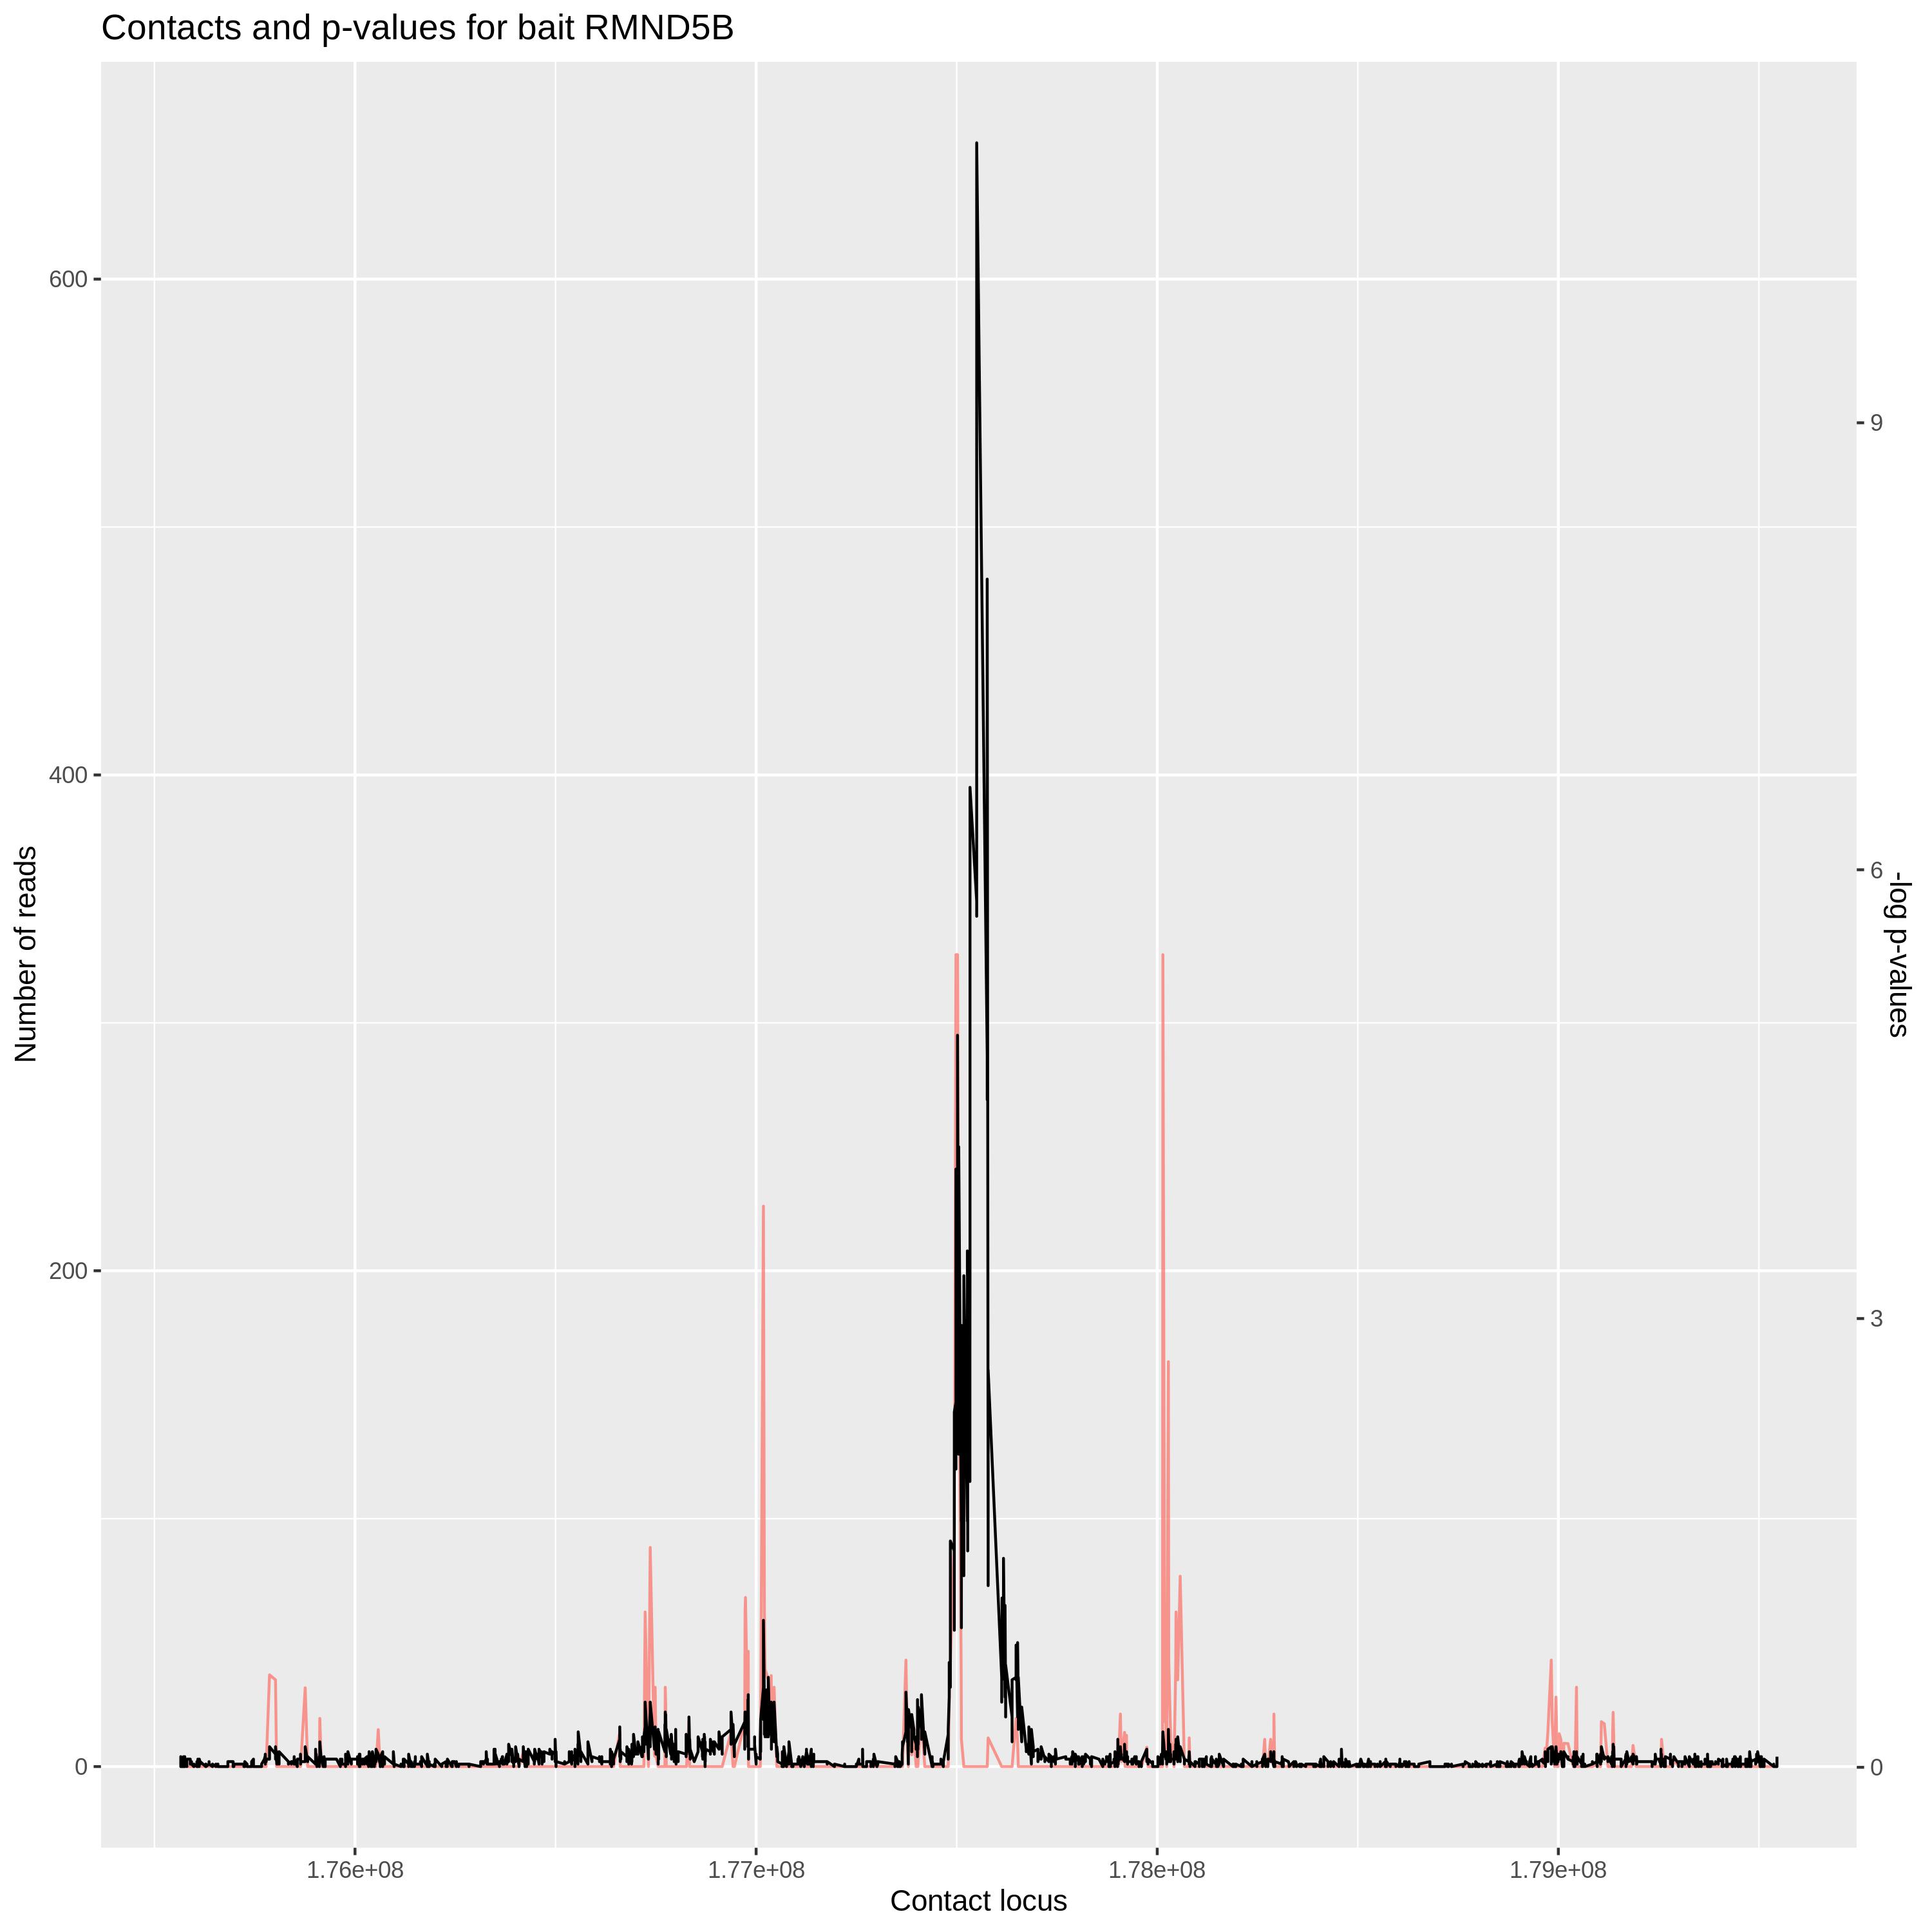 Contacts and p-values for bait RMND5B
600
400
200
0
9
6
3
0
Number of reads
-log p-values
1.76e+08
1.77e+08
1.78e+08
1.79e+08
Contact locus